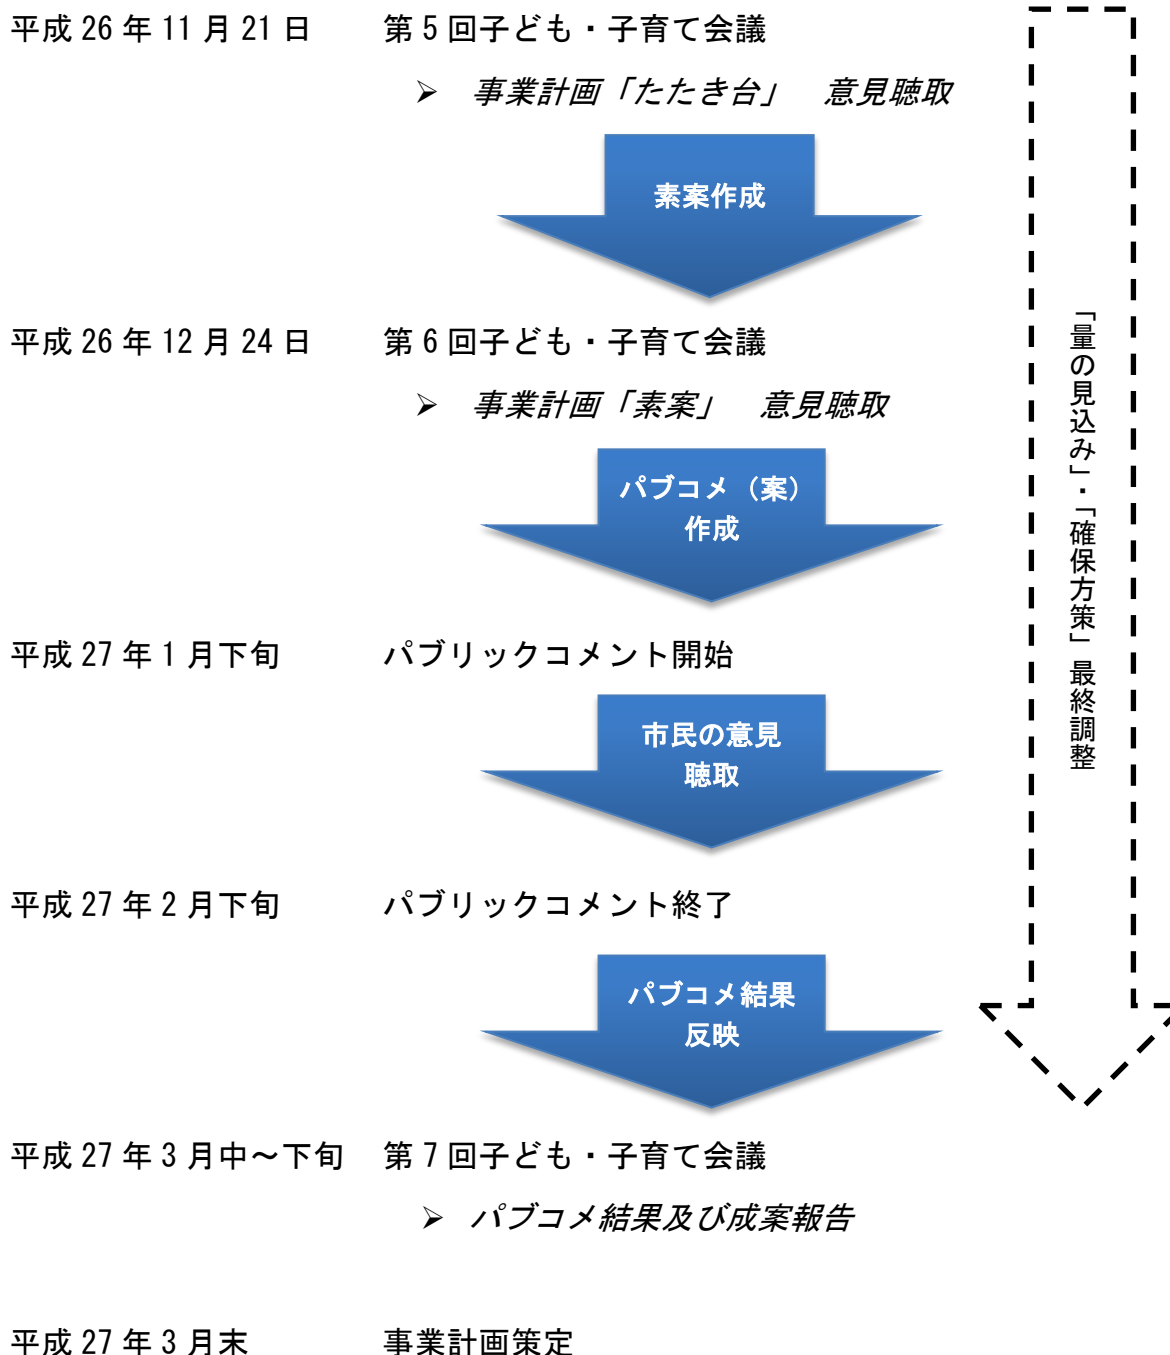 平成 26 年 11 月 21 日　第 5 回子ども・子育て会議
➢ 事業計画「たたき台」　意見聴取
素案作成
平成 26 年 12 月 24 日　第 6 回子ども・子育て会議
➢ 事業計画「素案」　意見聴取
パブコメ（案）
作成
平成 27 年 1 月下旬　パブリックコメント開始
市民の意見
聴取
平成 27 年 2 月下旬　パブリックコメント終了
パブコメ結果
反映
平成 27 年 3 月中～下旬　第 7 回子ども・子育て会議
➢ パブコメ結果及び成案報告
平成 27 年 3 月末　事業計画策定
「量の見込み」・「確保方策」最終調整